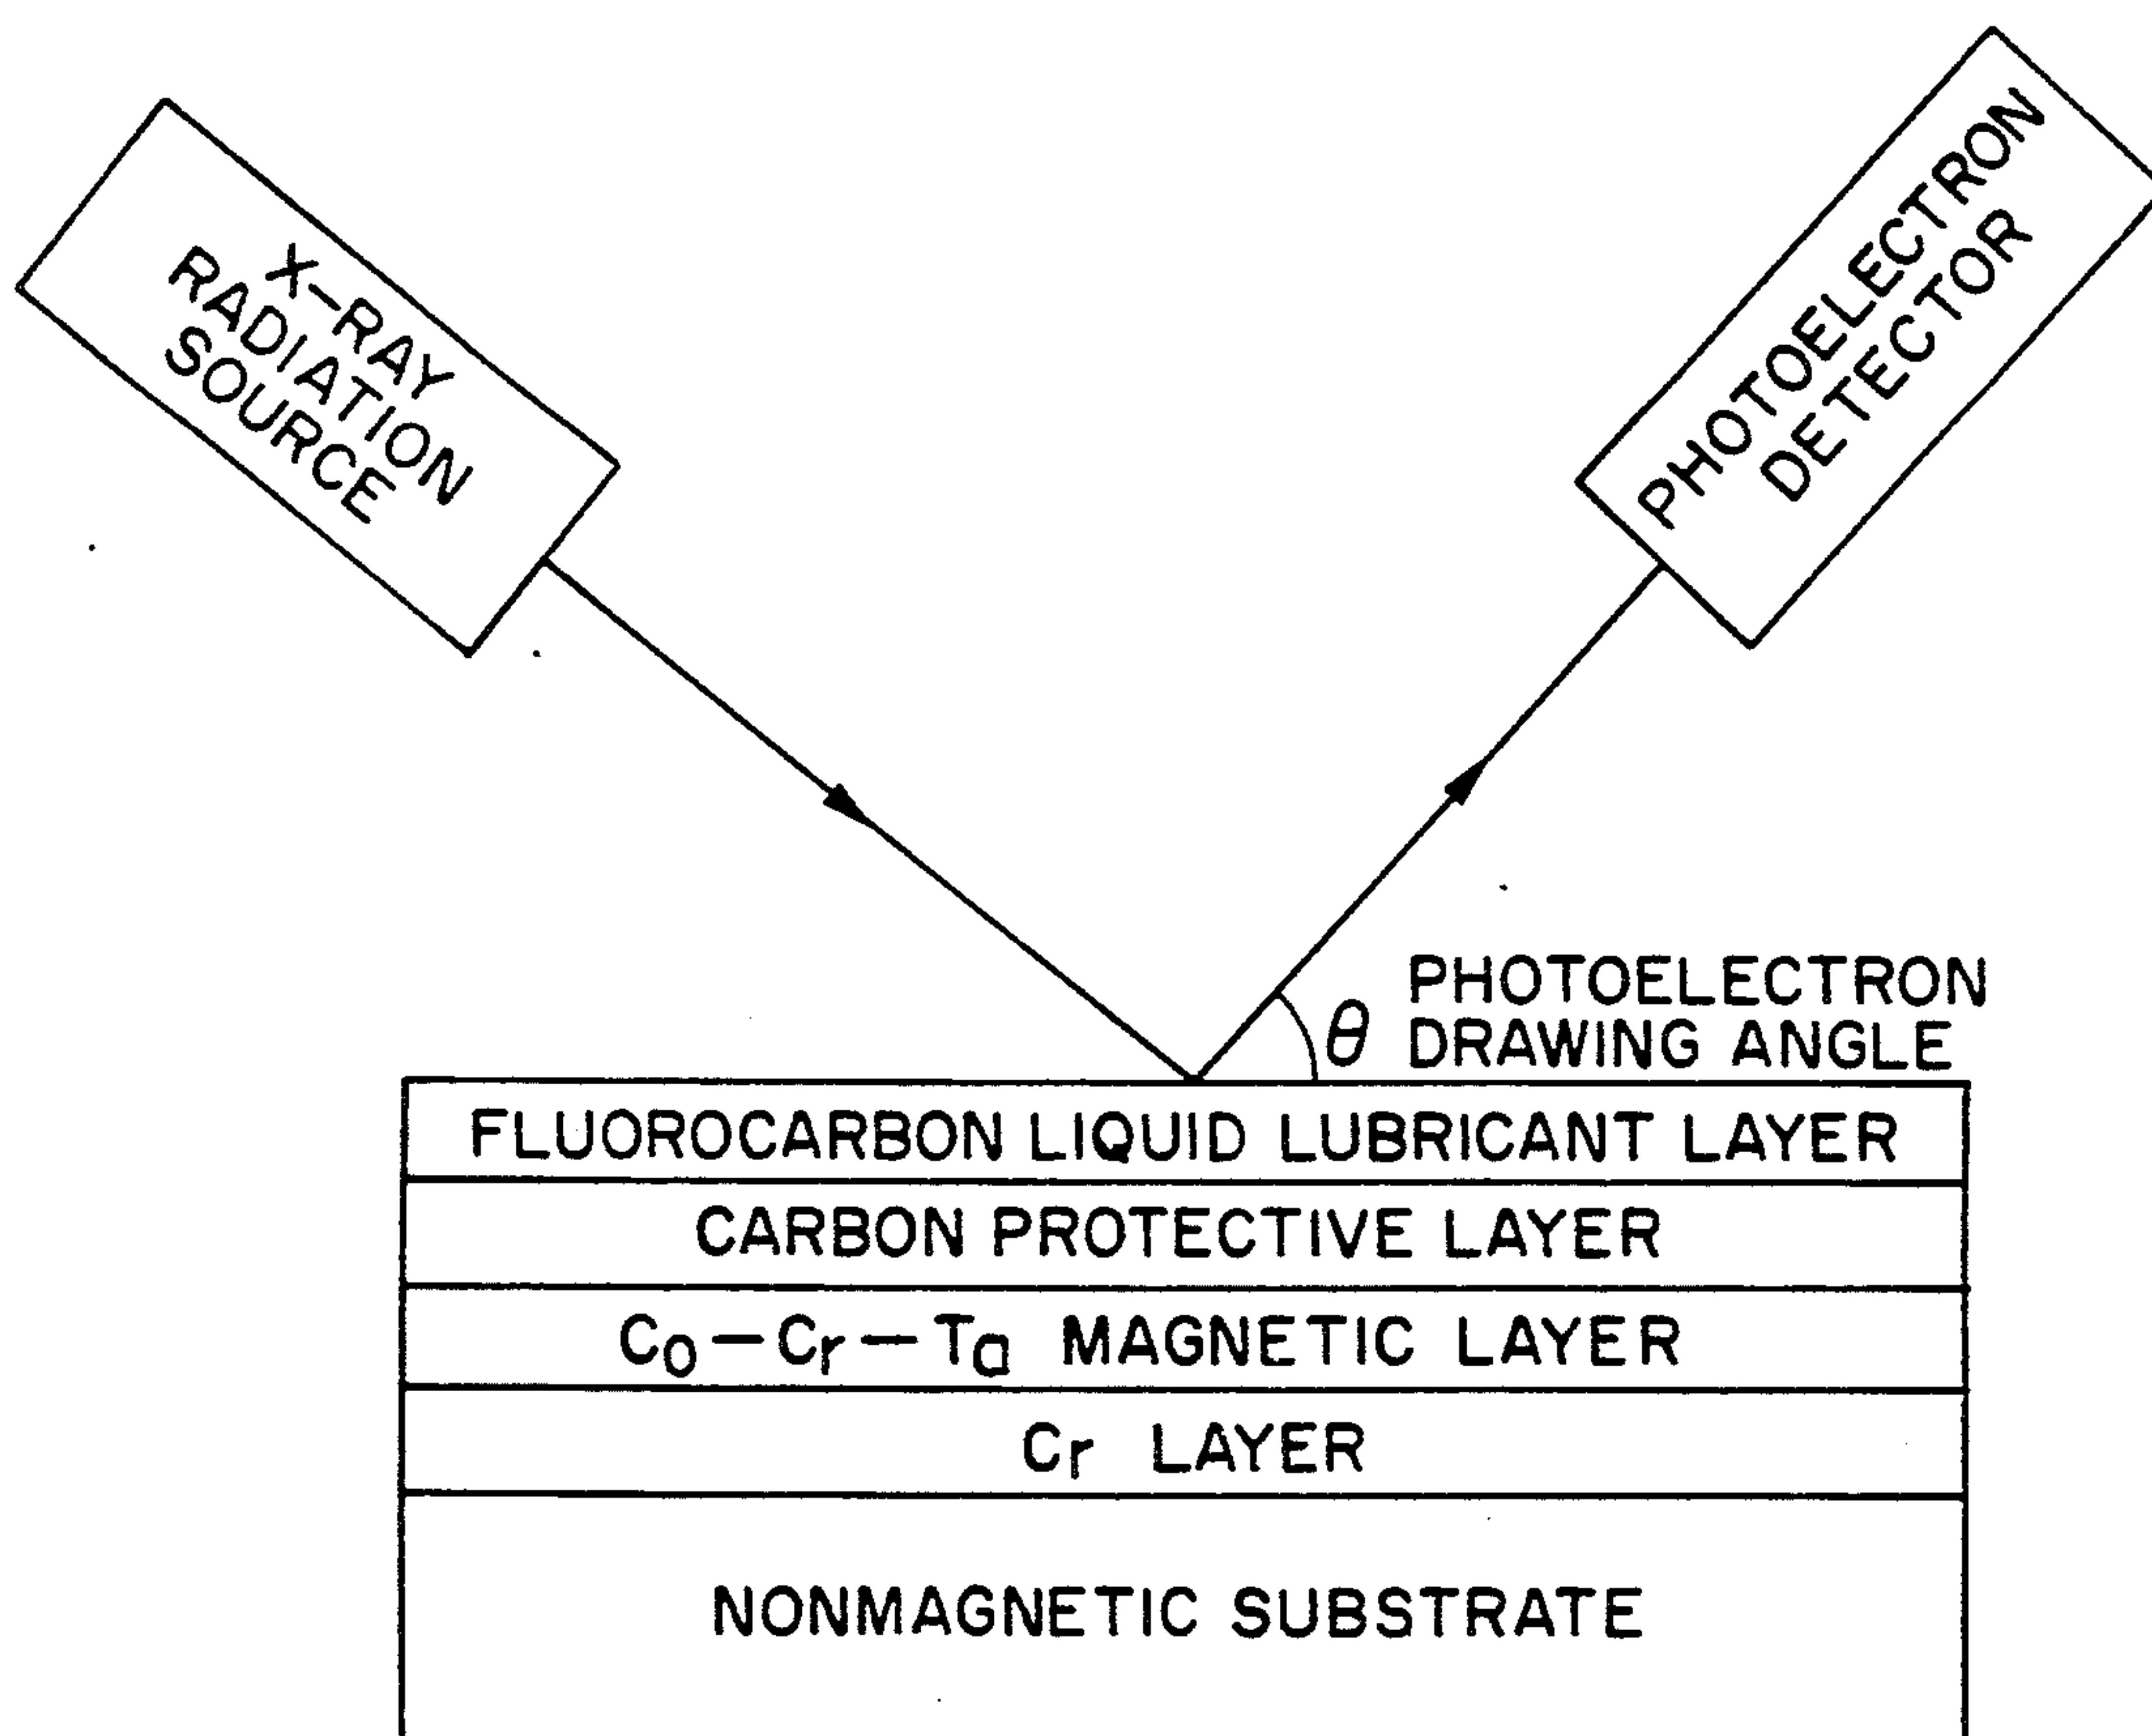 X-RAY
RADIATION
SOURCE
PHOTOELECTRON
DETECTOR
θ
PHOTOELECTRON
DRAWING ANGLE
FLUOROCARBON LIQUID LUBRICANT LAYER
CARBON PROTECTIVE LAYER
Co-Cr-Ta MAGNETIC LAYER
Cr LAYER
NONMAGNETIC SUBSTRATE